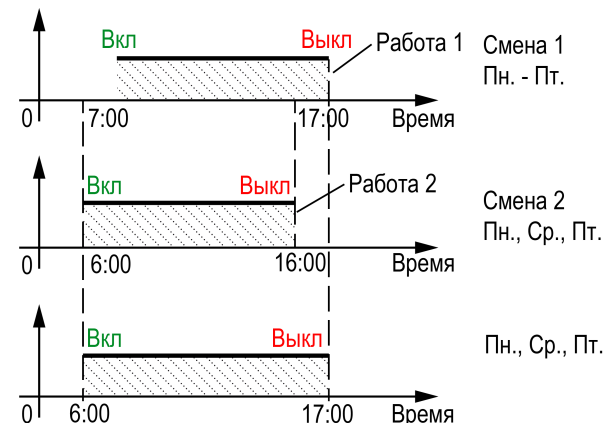 Вкл Выкл Работа 1 Смена 1
Пн. - Пт.
0 7:00 17:00 Время
Вкл Выкл Работа 2 Смена 2
Пн., Ср., Пт.
0 6:00 16:00 Время
Вкл Выкл Пн., Ср., Пт.
0 6:00 17:00 Время